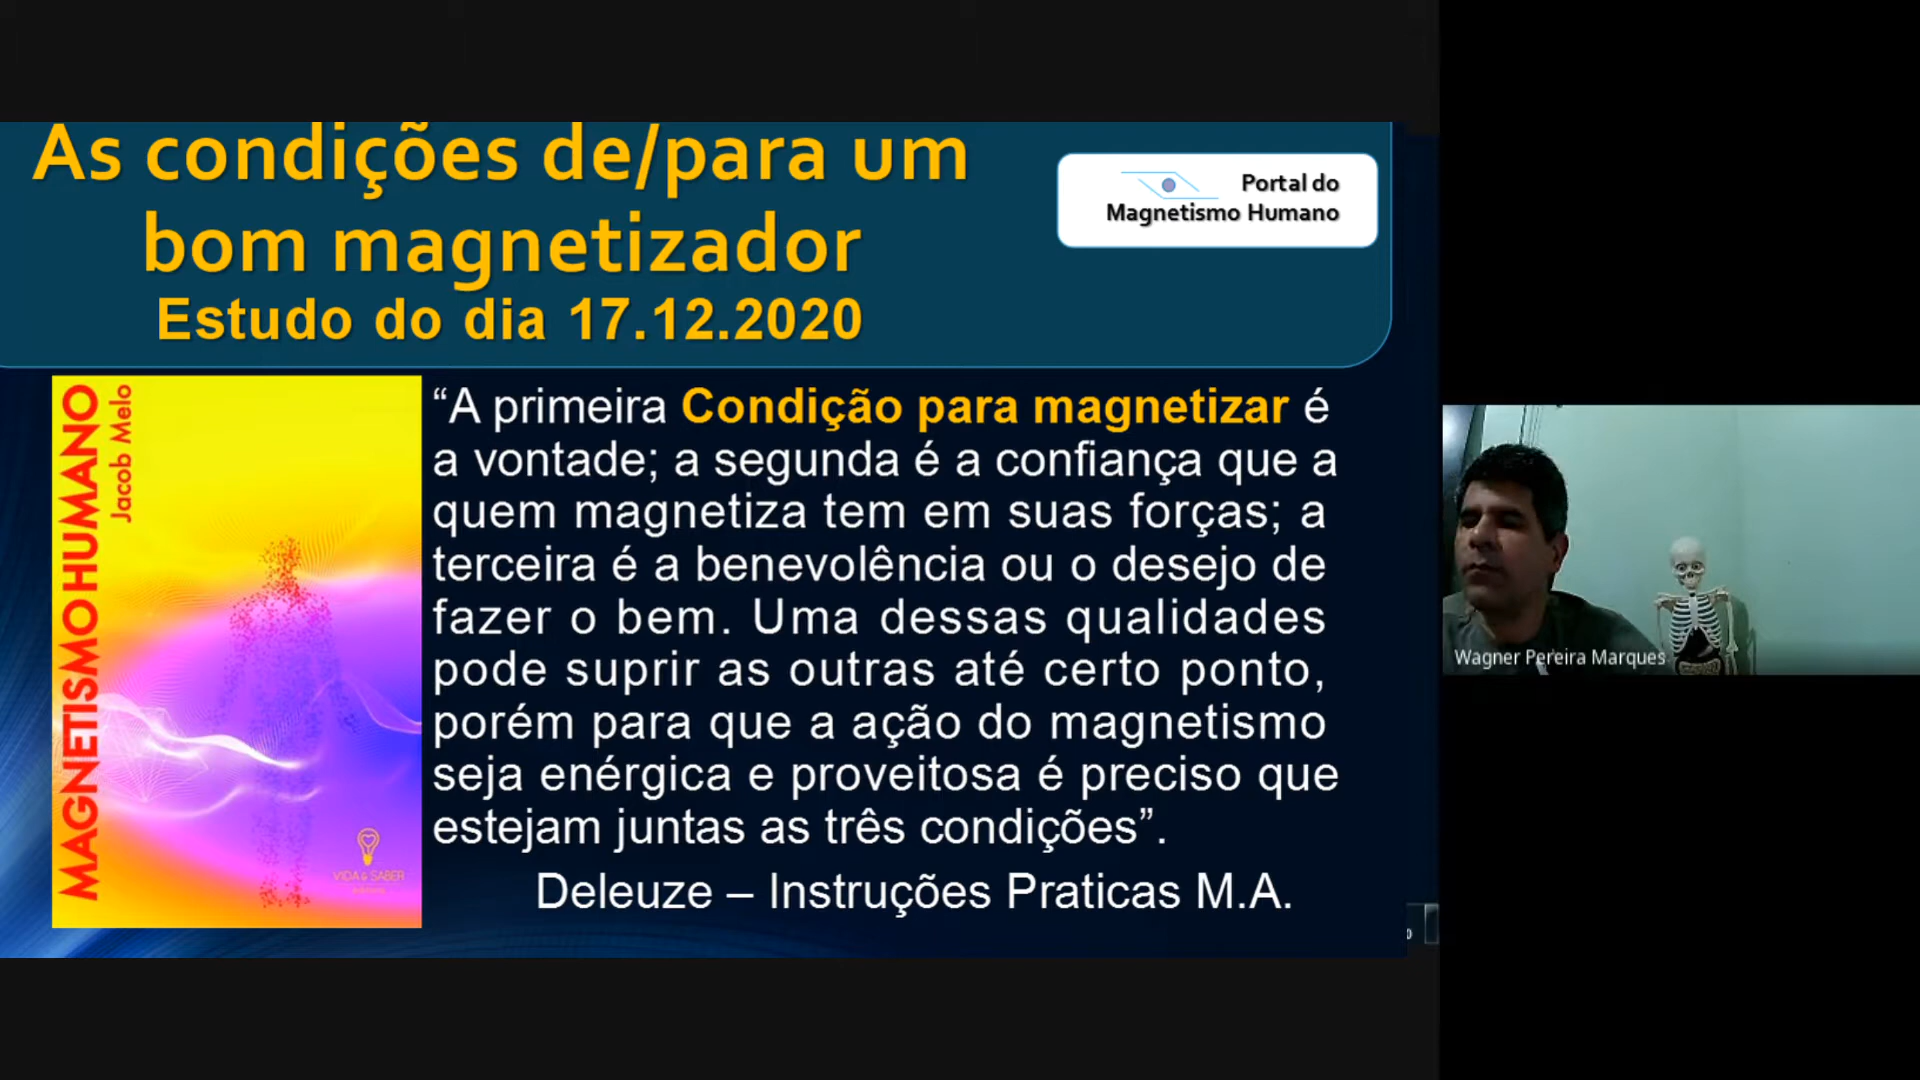 As condições de/para um
bom magnetizador
Estudo do dia 17.12.2020
Portal do
Magnetismo Humano
MAGNETISMO HUMANO
Jacob Melo
VIDA & SABER
“A primeira Condição para magnetizar é
a vontade; a segunda é a confiança que a
quem magnetiza tem em suas forças; a
terceira é a benevolência ou o desejo de
fazer o bem. Uma dessas qualidades
pode suprir as outras até certo ponto,
porém para que a ação do magnetismo
seja enérgica e proveitosa é preciso que
estejam juntas as três condições”.
Deleuze – Instruções Praticas M.A.
Wagner Pereira Marques